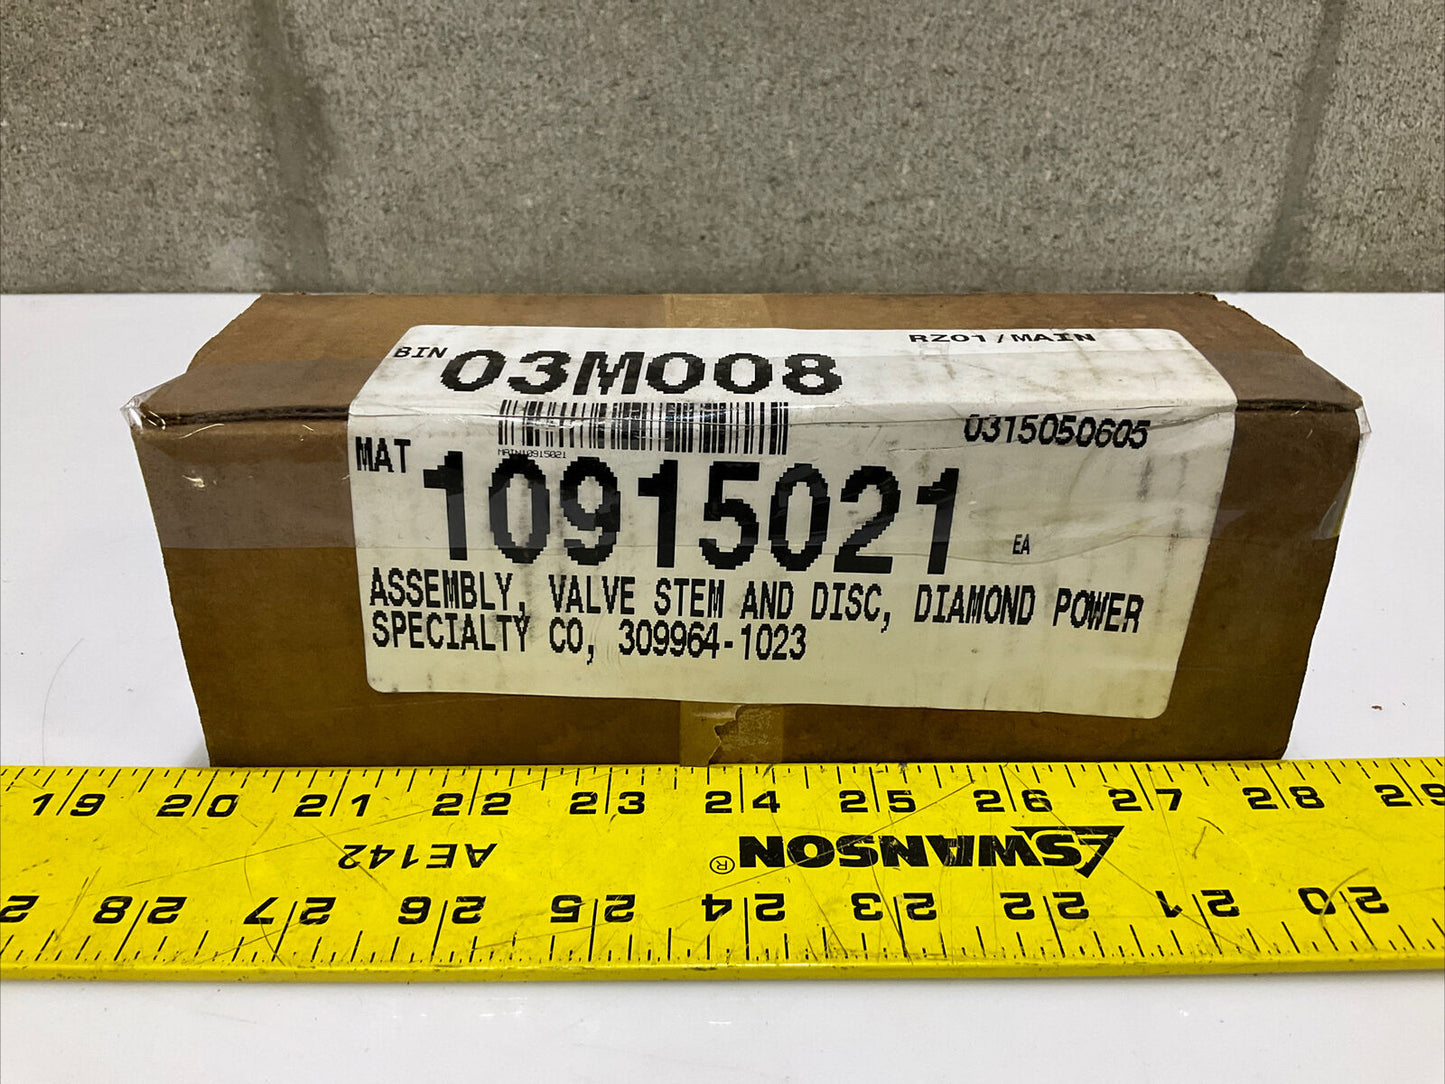 RZ01/MAIN
BIN 03M008
0315050605
MAIN10915021
MAT 10915021 EA
ASSEMBLY, VALVE STEM AND DISC, DIAMOND POWER
SPECIALTY CO, 309964-1023
19 20 21 22 23 24 25 26 27 28 29
AE142
SWANSON®
28 27 26 25 24 23 22 21 20